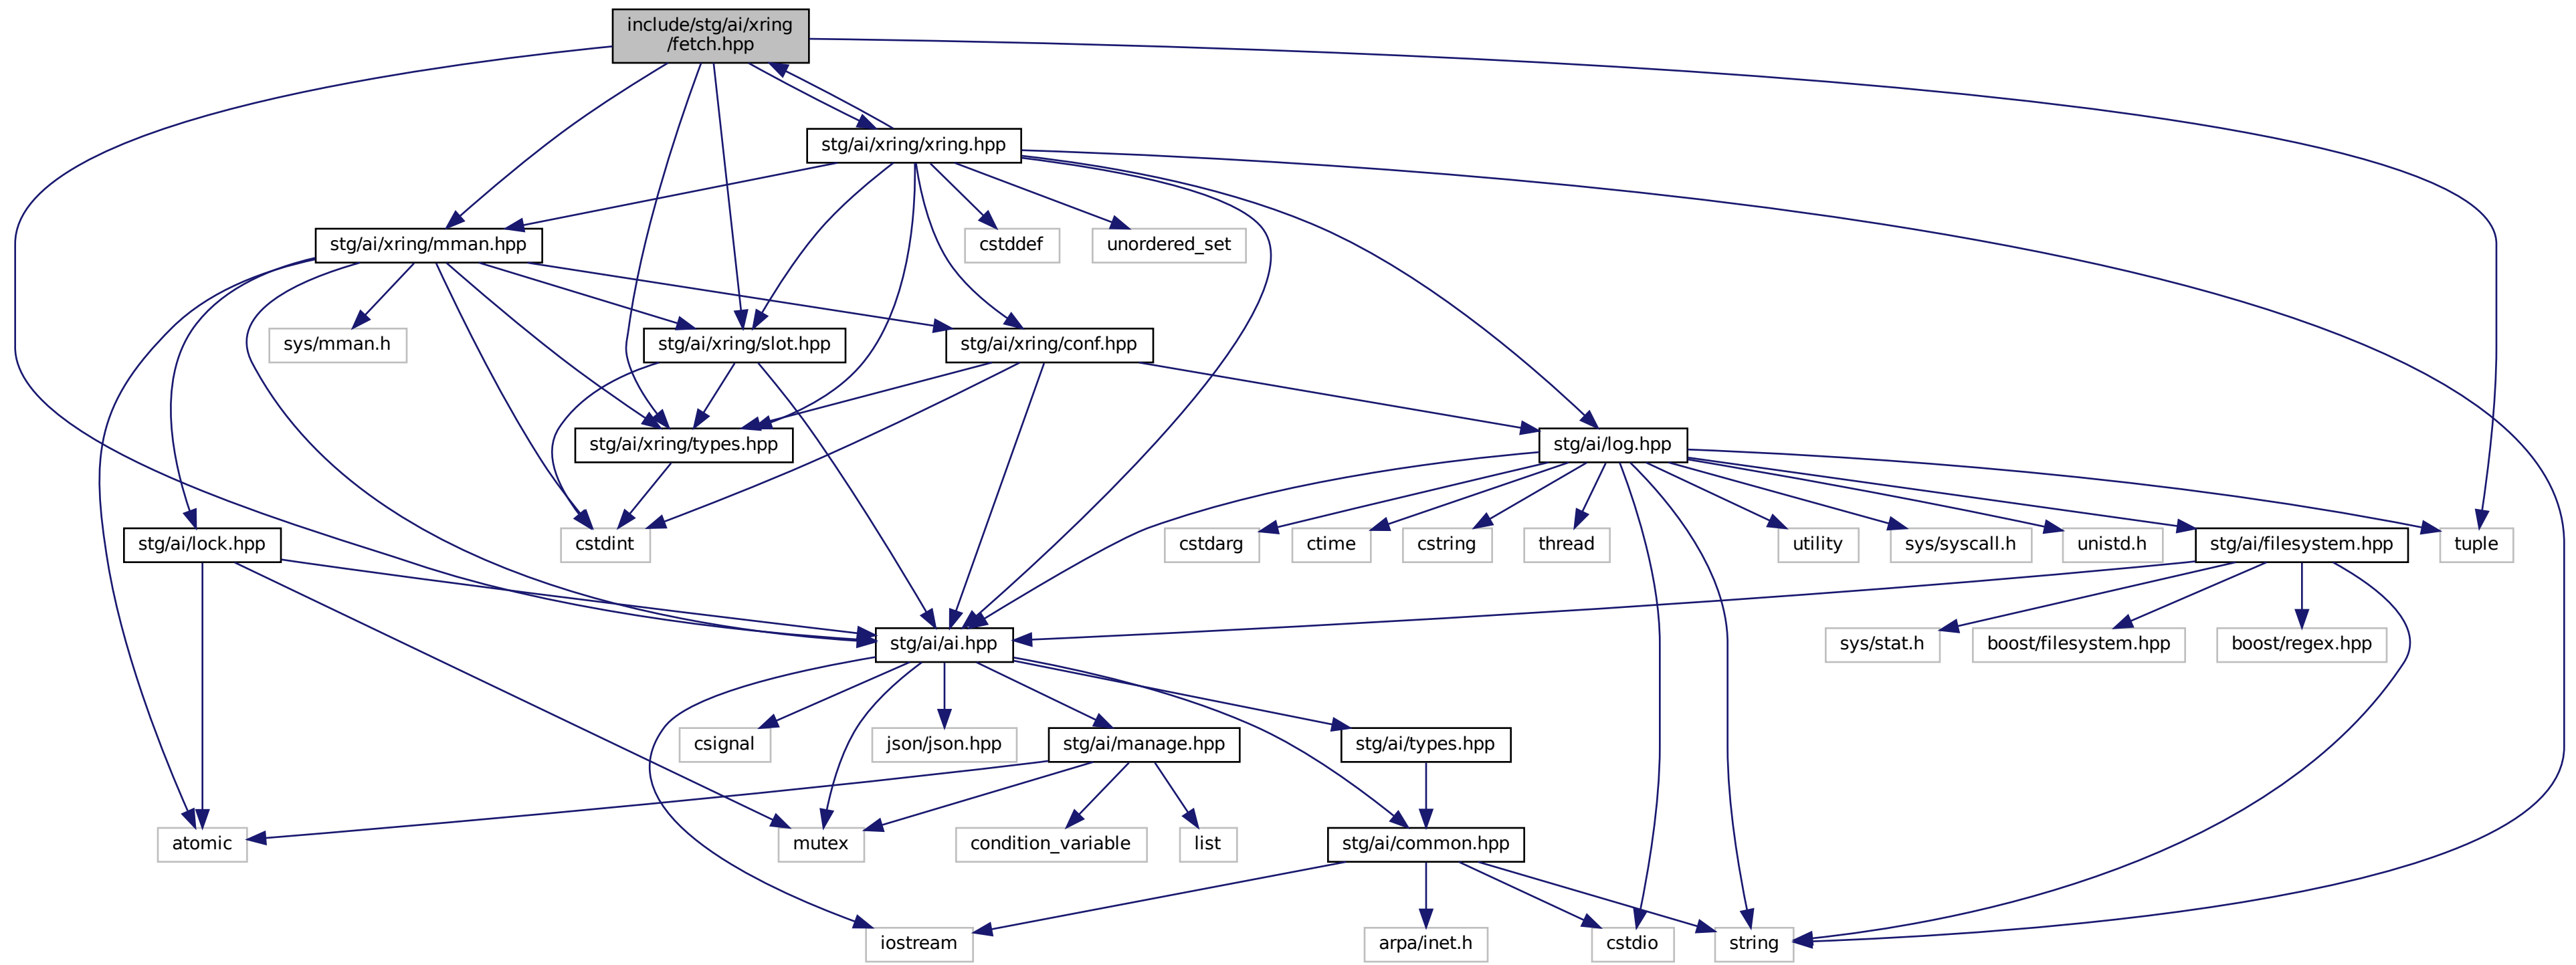 include/stg/ai/xring
/fetch.hpp
stg/ai/xring/xring.hpp
stg/ai/xring/mman.hpp
cstddef
unordered_set
sys/mman.h
stg/ai/xring/slot.hpp
stg/ai/xring/conf.hpp
stg/ai/xring/types.hpp
stg/ai/log.hpp
stg/ai/lock.hpp
cstdint
cstdarg
ctime
cstring
thread
utility
sys/syscall.h
unistd.h
stg/ai/filesystem.hpp
tuple
stg/ai/ai.hpp
sys/stat.h
boost/filesystem.hpp
boost/regex.hpp
csignal
json/json.hpp
stg/ai/manage.hpp
stg/ai/types.hpp
atomic
mutex
condition_variable
list
stg/ai/common.hpp
iostream
arpa/inet.h
cstdio
string